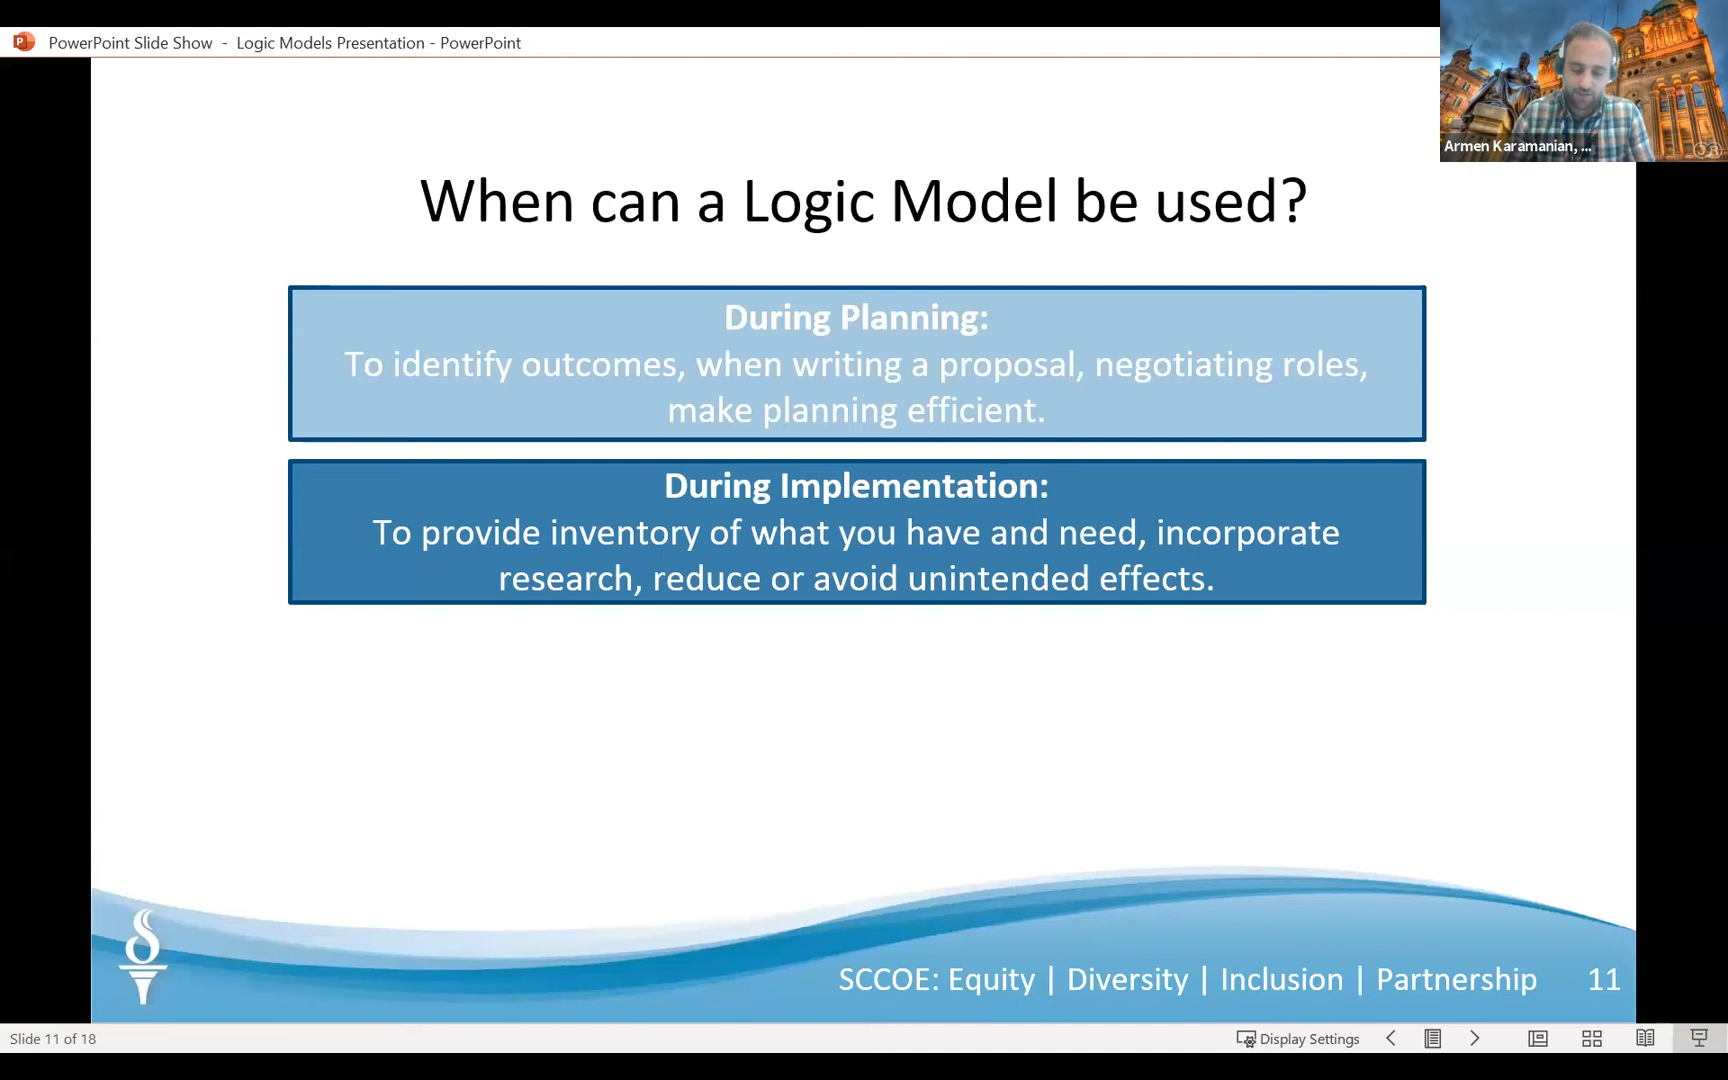 PowerPoint Slide Show - Logic Models Presentation - PowerPoint
Armen Karamanian, ...
When can a Logic Model be used?
During Planning:
To identify outcomes, when writing a proposal, negotiating roles,
make planning efficient.
During Implementation:
To provide inventory of what you have and need, incorporate
research, reduce or avoid unintended effects.
SCCOE: Equity | Diversity | Inclusion | Partnership 11
Slide 11 of 18
Display Settings